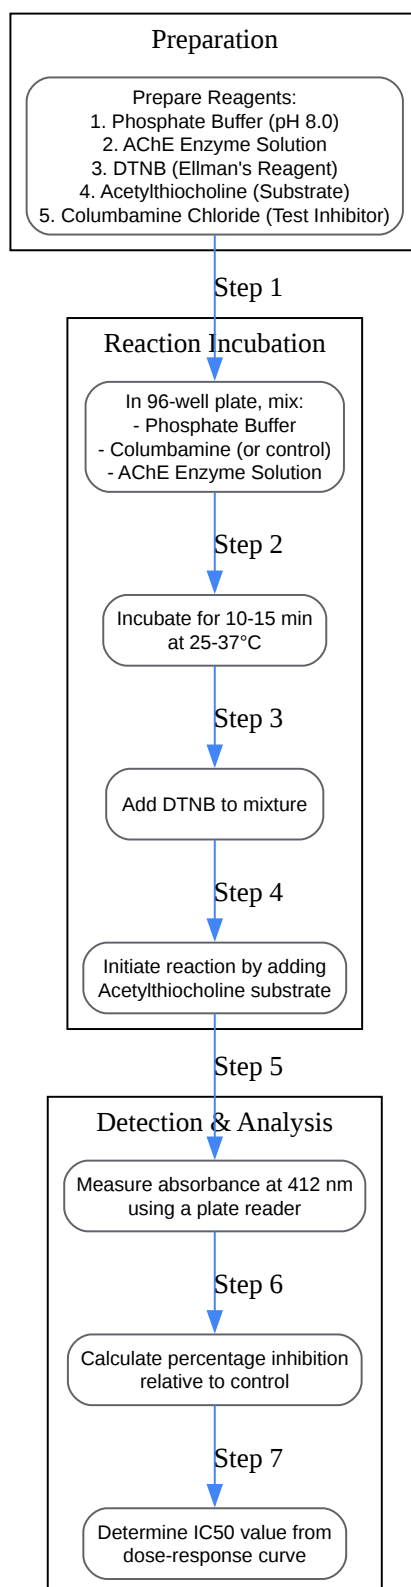 Preparation
Prepare Reagents:
1. Phosphate Buffer (pH 8.0)
2. AChE Enzyme Solution
3. DTNB (Ellman's Reagent)
4. Acetylthiocholine (Substrate)
5. Columbamine Chloride (Test Inhibitor)
Step 1
Reaction Incubation
In 96-well plate, mix:
- Phosphate Buffer
- Columbamine (or control)
- AChE Enzyme Solution
Step 2
Incubate for 10-15 min
at 25-37°C
Step 3
Add DTNB to mixture
Step 4
Initiate reaction by adding
Acetylthiocholine substrate
Step 5
Detection & Analysis
Measure absorbance at 412 nm
using a plate reader
Step 6
Calculate percentage inhibition
relative to control
Step 7
Determine IC50 value from
dose-response curve